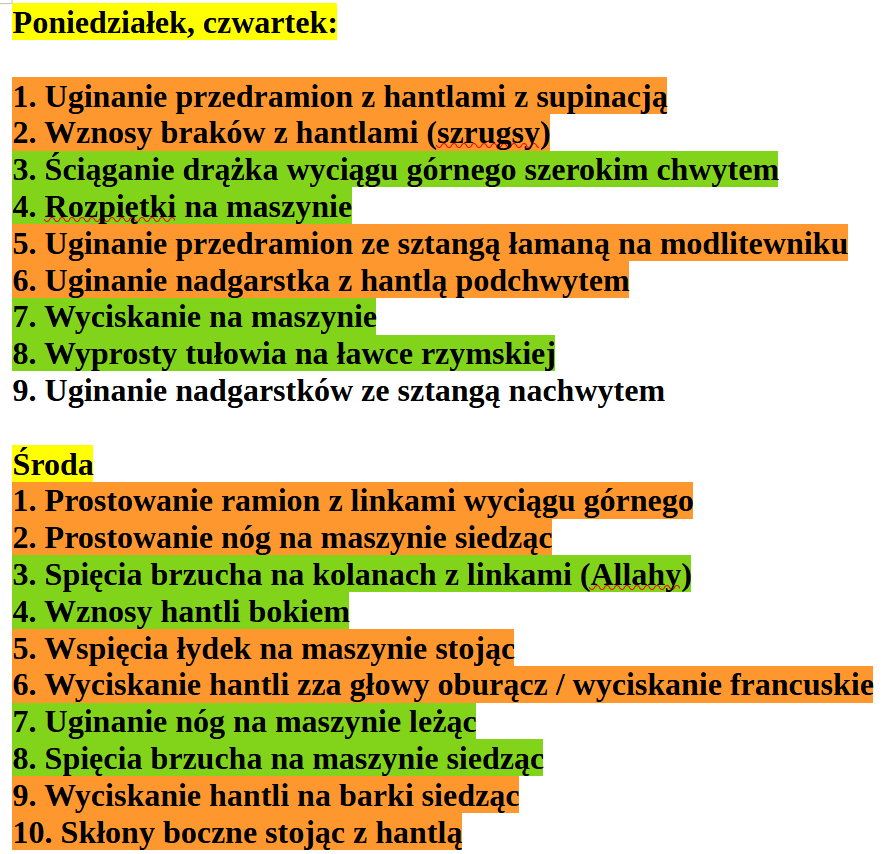 Poniedziałek, czwartek:
1. Uginanie przedramion z hantlami z supinacją
2. Wznosy braków z hantlami (szrugsy)
3. Ściąganie drążka wyciągu górnego szerokim chwytem
4. Rozpiętki na maszynie
5. Uginanie przedramion ze sztangą łamaną na modlitewniku
6. Uginanie nadgarstka z hantlą podchwytem
7. Wyciskanie na maszynie
8. Wyprosty tułowia na ławce rzymskiej
9. Uginanie nadgarstków ze sztangą nachwytem
Środa
1. Prostowanie ramion z linkami wyciągu górnego
2. Prostowanie nóg na maszynie siedząc
3. Spięcia brzucha na kolanach z linkami (Allahy)
4. Wznosy hantli bokiem
5. Wspięcia łydek na maszynie stojąc
6. Wyciskanie hantli zza głowy oburącz / wyciskanie francuskie
7. Uginanie nóg na maszynie leżąc
8. Spięcia brzucha na maszynie siedząc
9. Wyciskanie hantli na barki siedząc
10. Skłony boczne stojąc z hantlą